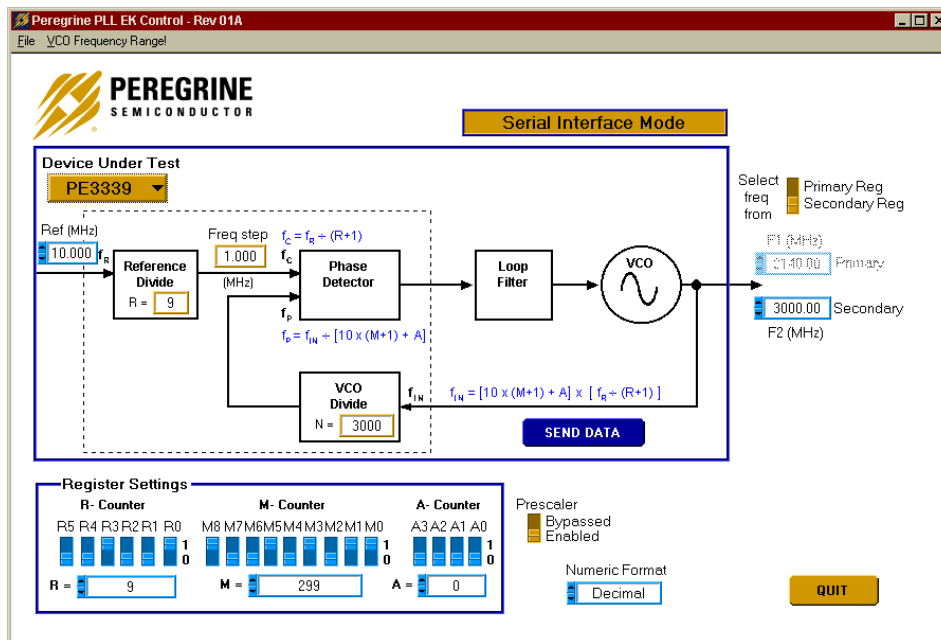 Peregrine PLL EK Control - Rev 01A
File VCO Frequency Range!
PEREGRINE
SEMICONDUCTOR
Serial Interface Mode
Device Under Test
PE3339
Select
freq
from
Primary Reg
Secondary Reg
Ref (MHz)
10.000
fR
Freq step
1.000
(MHz)
fC = fR ÷ (R+1)
fC
Reference
Divide
R = 9
Phase
Detector
fP
fP = fIN ÷ [10 x (M+1) + A]
Loop
Filter
VCO
F1 (MHz)
2140.00 Primary
3000.00 Secondary
F2 (MHz)
VCO
Divide
N = 3000
fIN
fIN = [10 x (M+1) + A] x [ fR ÷ (R+1) ]
SEND DATA
Register Settings
R- Counter
R5 R4 R3 R2 R1 R0
1
0
R = 9
M- Counter
M8 M7 M6 M5 M4 M3 M2 M1 M0
1
0
M = 299
A- Counter
A3 A2 A1 A0
1
0
A = 0
Prescaler
Bypassed
Enabled
Numeric Format
Decimal
QUIT